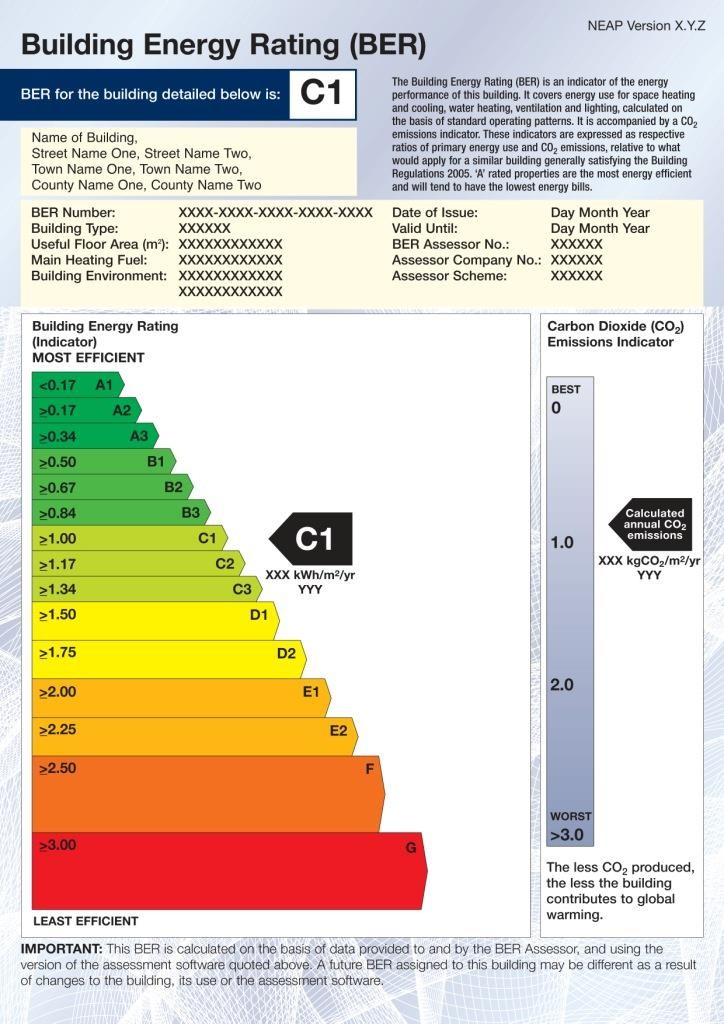 NEAP Version X.Y.Z
Building Energy Rating (BER)
BER for the building detailed below is: C1
Name of Building,
Street Name One, Street Name Two,
Town Name One, Town Name Two,
County Name One, County Name Two
The Building Energy Rating (BER) is an indicator of the energy
performance of this building. It covers energy use for space heating
and cooling, water heating, ventilation and lighting, calculated on
the basis of standard operating patterns. It is accompanied by a CO₂
emissions indicator. These indicators are expressed as respective
ratios of primary energy use and CO₂ emissions, relative to what
would apply for a similar building generally satisfying the Building
Regulations 2005. ‘A’ rated properties are the most energy efficient
and will tend to have the lowest energy bills.
BER Number: XXXX-XXXX-XXXX-XXXX-XXXX
Building Type: XXXXXX
Useful Floor Area (m²): XXXXXXXXXXXX
Main Heating Fuel: XXXXXXXXXXXX
Building Environment: XXXXXXXXXXXX
XXXXXXXXXXXX
Date of Issue: Day Month Year
Valid Until: Day Month Year
BER Assessor No.: XXXXXX
Assessor Company No.: XXXXXX
Assessor Scheme: XXXXXX
Building Energy Rating
(Indicator)
MOST EFFICIENT
<0.17 A1
≥0.17 A2
≥0.34 A3
≥0.50 B1
≥0.67 B2
≥0.84 B3
≥1.00 C1
≥1.17 C2
≥1.34 C3
≥1.50 D1
≥1.75 D2
≥2.00 E1
≥2.25 E2
≥2.50 F
≥3.00 G
LEAST EFFICIENT
C1
XXX kWh/m²/yr
YYY
Carbon Dioxide (CO₂)
Emissions Indicator
BEST
0
1.0
2.0
WORST
>3.0
Calculated
annual CO₂
emissions
XXX kgCO₂/m²/yr
YYY
The less CO₂ produced,
the less the building
contributes to global
warming.
IMPORTANT: This BER is calculated on the basis of data provided to and by the BER Assessor, and using the
version of the assessment software quoted above. A future BER assigned to this building may be different as a result
of changes to the building, its use or the assessment software.